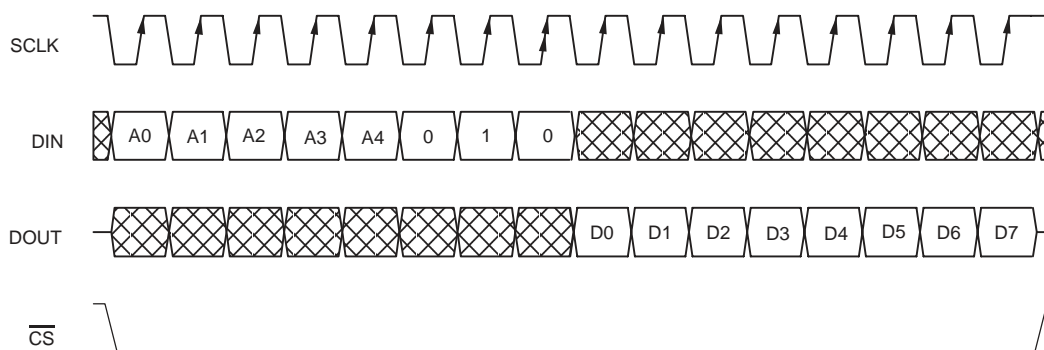 SCLK
DIN A0 A1 A2 A3 A4 0 1 0
DOUT D0 D1 D2 D3 D4 D5 D6 D7
CS